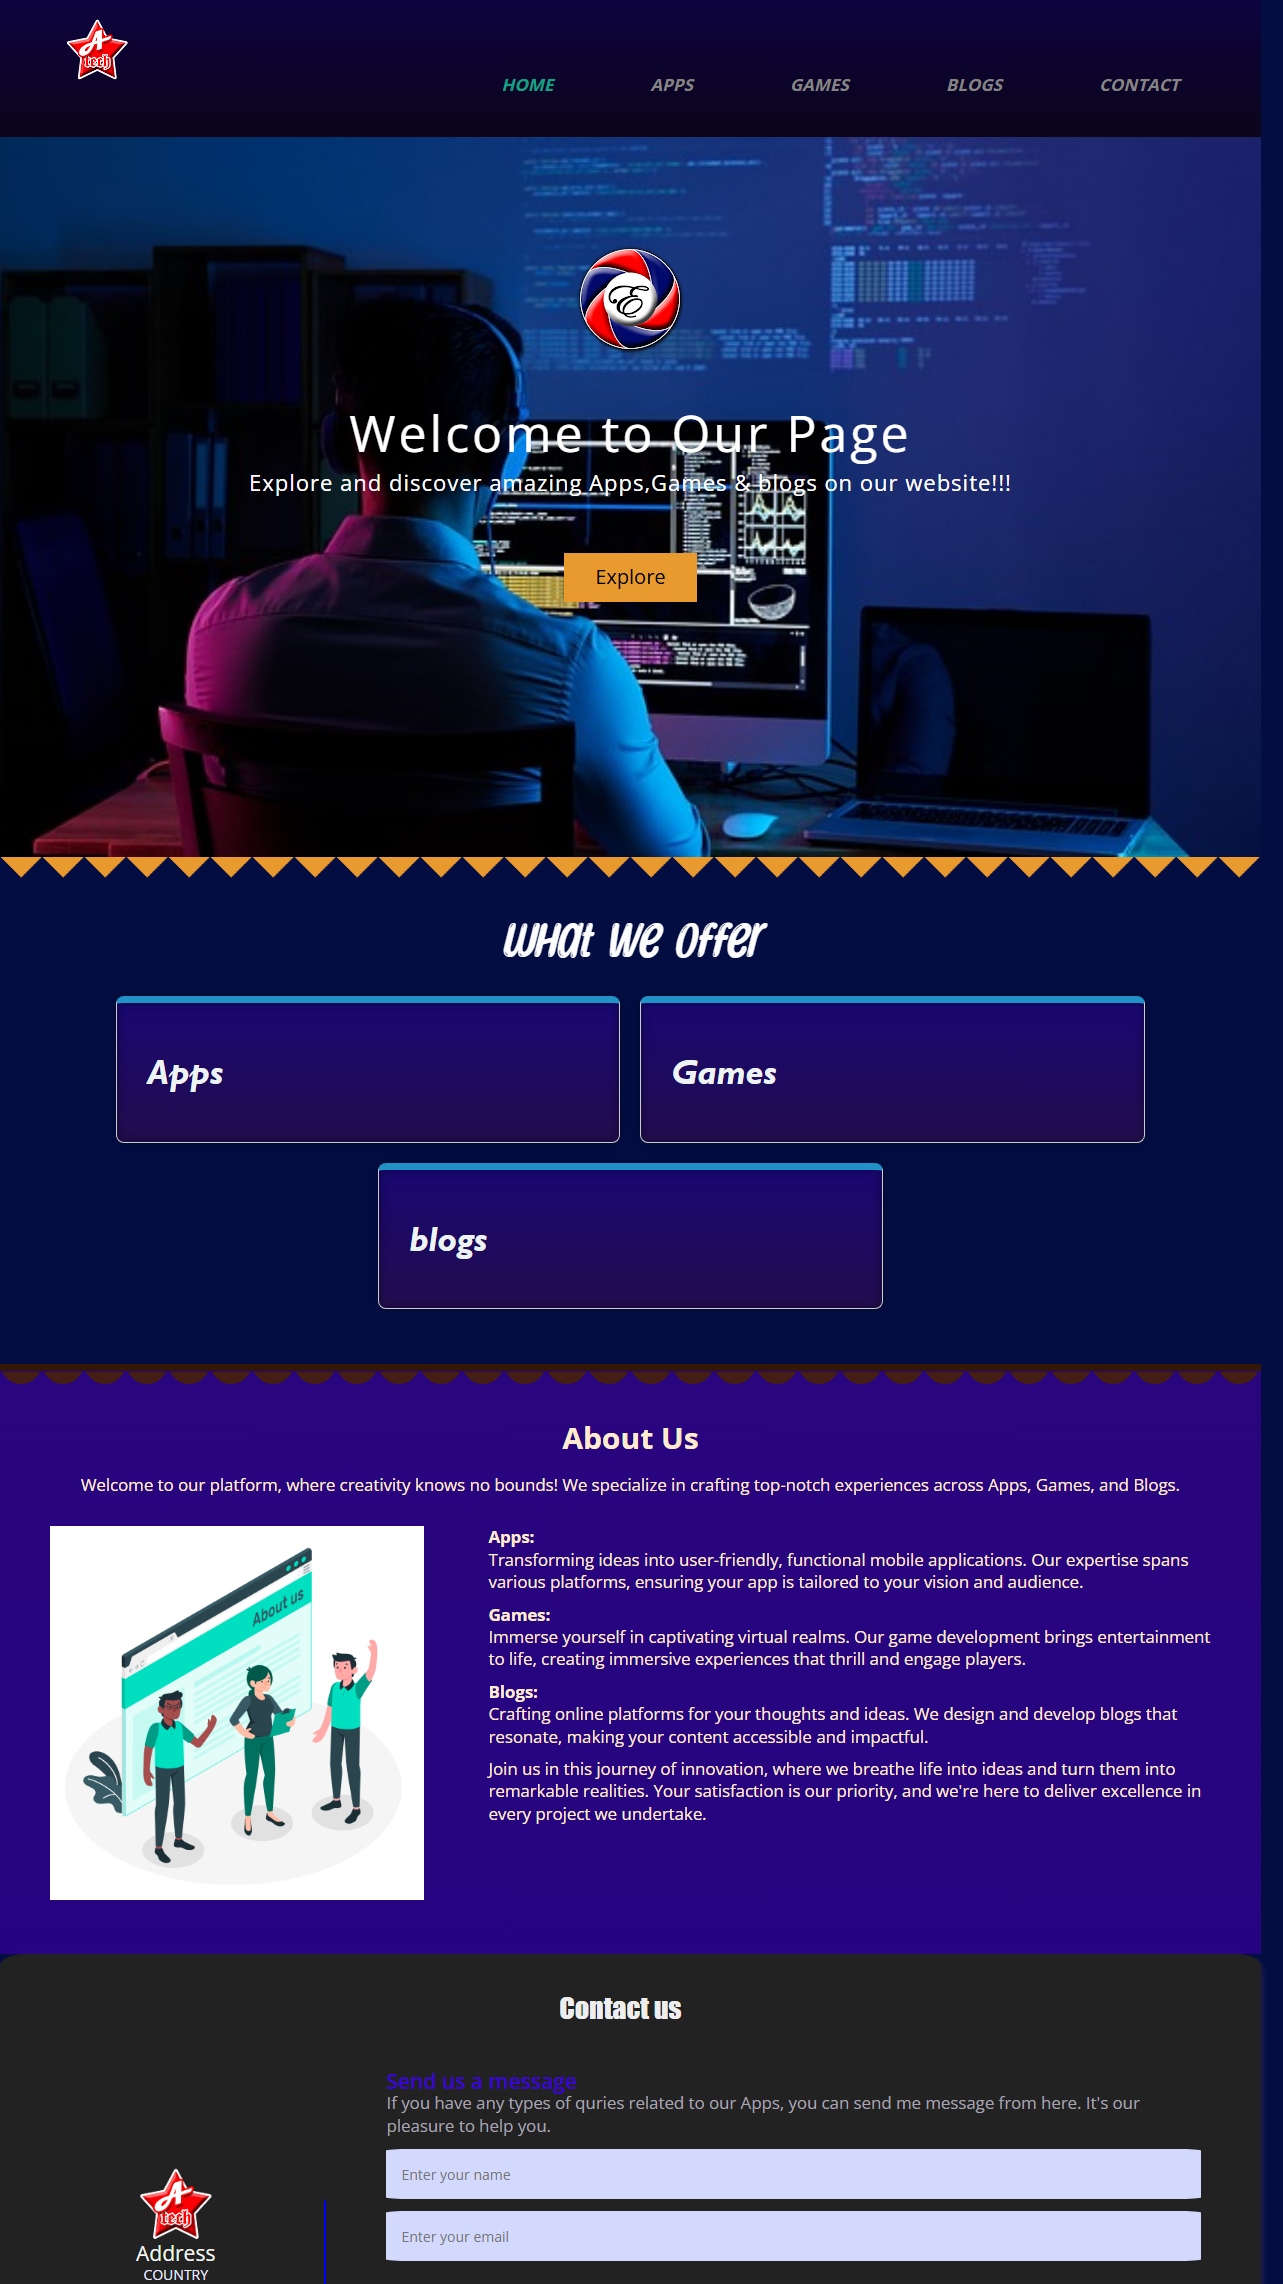 A
tech
HOME APPS GAMES BLOGS CONTACT
E
Welcome to Our Page
Explore and discover amazing Apps,Games & blogs on our website!!!
Explore
what we offer
Apps
Games
blogs
About Us
Welcome to our platform, where creativity knows no bounds! We specialize in crafting top-notch experiences across Apps, Games, and Blogs.
About us
Apps:
Transforming ideas into user-friendly, functional mobile applications. Our expertise spans
various platforms, ensuring your app is tailored to your vision and audience.
Games:
Immerse yourself in captivating virtual realms. Our game development brings entertainment
to life, creating immersive experiences that thrill and engage players.
Blogs:
Crafting online platforms for your thoughts and ideas. We design and develop blogs that
resonate, making your content accessible and impactful.
Join us in this journey of innovation, where we breathe life into ideas and turn them into
remarkable realities. Your satisfaction is our priority, and we're here to deliver excellence in
every project we undertake.
Contact us
Send us a message
If you have any types of quries related to our Apps, you can send me message from here. It's our
pleasure to help you.
Enter your name
Enter your email
A
tech
Address
COUNTRY